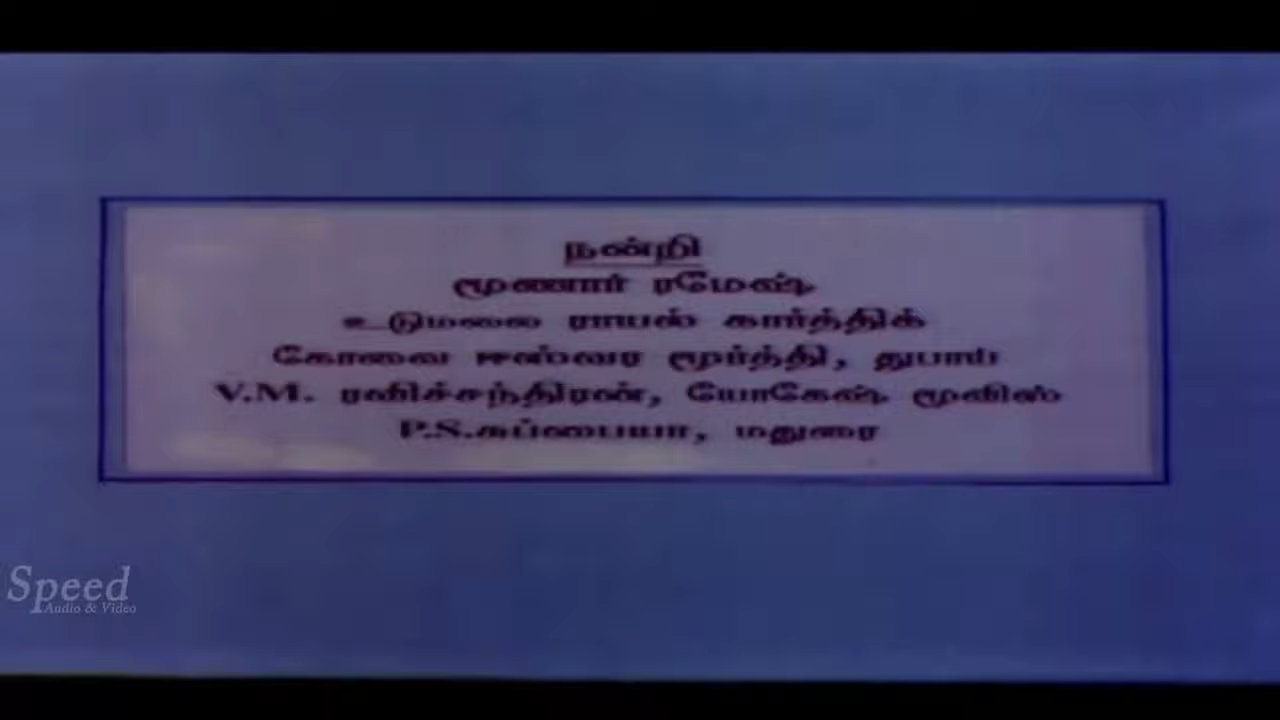 நன்றி
மூணார் ரமேஷ்
உடுமலை ராயல் கார்த்திக்
கோவை ஈஸ்வர மூர்த்தி, துபாய்
V.M. ரவிச்சந்திரன், யோகேஷ் மூவிஸ்
P.S.சுப்பையா, மதுரை
Speed
Audio & Video